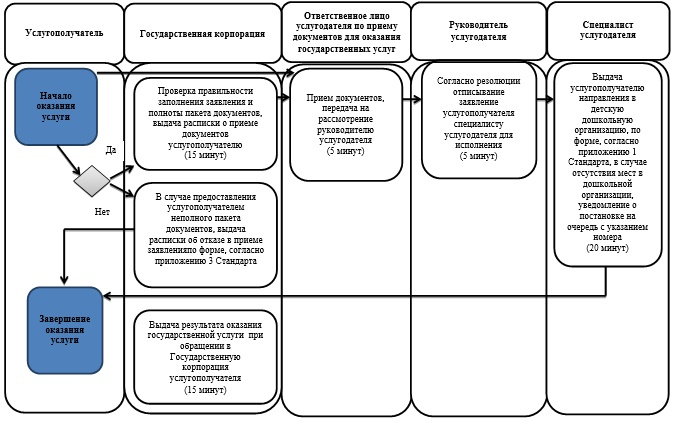 Услугополучатель
Государственная корпорация
Ответственное лицо
услугодателя по приему
документов для оказания
государственных услуг
Руководитель
услугодателя
Специалист
услугодателя
Начало
оказания
услуги
Да
Нет
Завершение
оказания
услуги
Проверка правильности
заполнения заявления и
полноты пакета документов,
выдача расписки о приеме
документов
услугополучателю
(15 минут)
В случае предоставления
услугополучателем
неполного пакета
документов, выдача
расписки об отказе в приеме
заявленияпо форме, согласно
приложению 3 Стандарта
Выдача результата оказания
государственной услуги при
обращении в
Государственную
корпорация
услугополучателя
(15 минут)
Прием документов,
передача на
рассмотрение
руководителю
услугодателя
(5 минут)
Согласно резолюции
отписывание
заявление
услугополучателя
специалисту
услугодателя для
исполнения
(5 минут)
Выдача
услугополучателю
направления в
детскую
дошкольную
организацию, по
форме, согласно
приложению 1
Стандарта, в случае
отсутствия мест в
дошкольной
организации,
уведомление о
постановке на
очередь с указанием
номера
(20 минут)